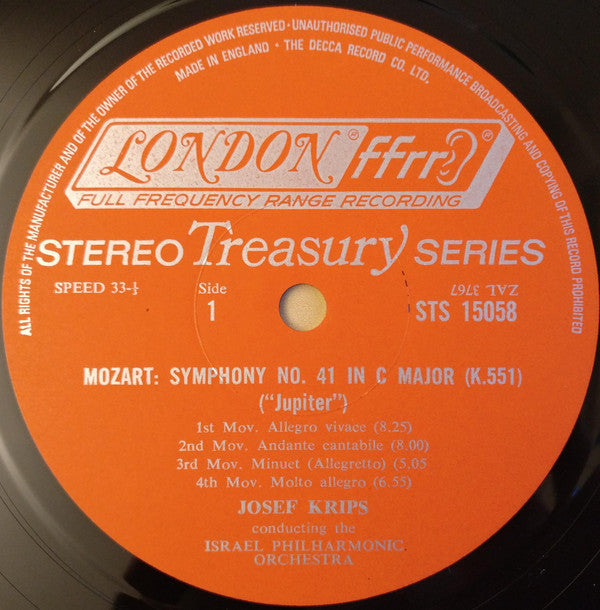 ALL RIGHTS OF THE MANUFACTURER AND OF THE OWNER OF THE RECORDED WORK RESERVED · UNAUTHORISED PUBLIC PERFORMANCE BROADCASTING AND COPYING OF THIS RECORD PROHIBITED
MADE IN ENGLAND · THE DECCA RECORD CO. LTD.
LONDON ® ffrr ®
FULL FREQUENCY RANGE RECORDING
STEREO Treasury SERIES
SPEED 33-⅓ Side ZAL 3767
1 STS 15058
MOZART: SYMPHONY NO. 41 IN C MAJOR (K.551)
("Jupiter")
1st Mov. Allegro vivace (8.25)
2nd Mov. Andante cantabile (8.00)
3rd Mov. Minuet (Allegretto) (5.05
4th Mov. Molto allegro (6.55)
JOSEF KRIPS
conducting the
ISRAEL PHILHARMONIC
ORCHESTRA